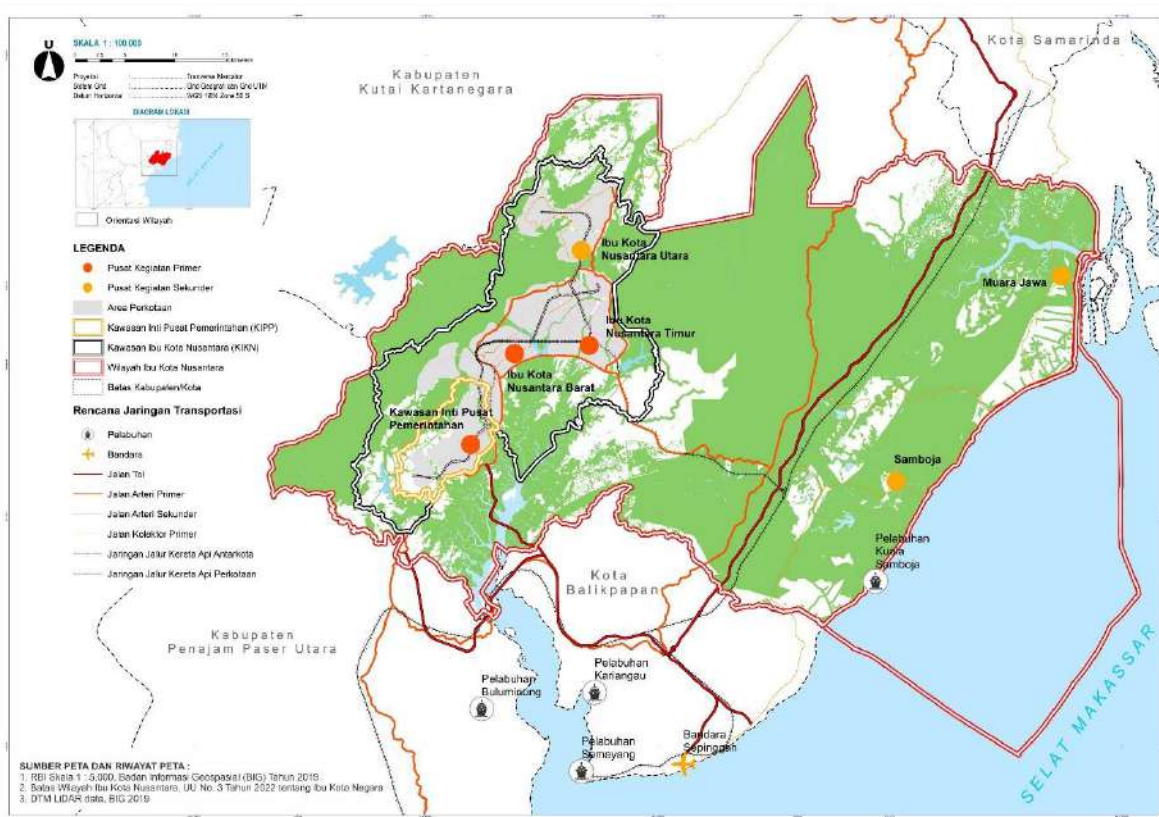 SKALA 1 : 100.000
U
Proyeksi : Transverse Mercator
Sistem Grid : Grid Geografi dan Grid UTM
DIAGRAM LOKASI
Orientasi Wilayah
LEGENDA
Pusat Kegiatan Primer
Pusat Kegiatan Sekunder
Area Perkotaan
Kawasan Inti Pusat Pemerintahan (KIPP)
Kawasan Ibu Kota Nusantara (KIKN)
Wilayah Ibu Kota Nusantara
Batas Kabupaten/Kota
Rencana Jaringan Transportasi
Pelabuhan
Bandara
Jalan Tol
Jalan Arteri Primer
Jalan Arteri Sekunder
Jalan Kolektor Primer
Jaringan Jalur Kereta Api Antarkota
Jaringan Jalur Kereta Api Perkotaan
Kabupaten
Kutai Kartanegara
Kota Samarinda
Ibu Kota
Nusantara Utara
Muara Jawa
Ibu Kota
Nusantara Timur
Ibu Kota
Nusantara Barat
Kawasan Inti Pusat
Pemerintahan
Samboja
Pelabuhan
Kuala
Samboja
Kota
Balikpapan
Kabupaten
Penajam Paser Utara
Pelabuhan
Buluminung
Pelabuhan
Kariangau
Pelabuhan
Semayang
Bandara
Sepinggan
SELAT MAKASSAR
SUMBER PETA DAN RIWAYAT PETA :
1. RBI Skala 1 : 5.000, Badan Informasi Geospasial (BIG) Tahun 2019
2. Batas Wilayah Ibu Kota Nusantara, UU No. 3 Tahun 2022 tentang Ibu Kota Negara
3. DTM LiDAR data, BIG 2019